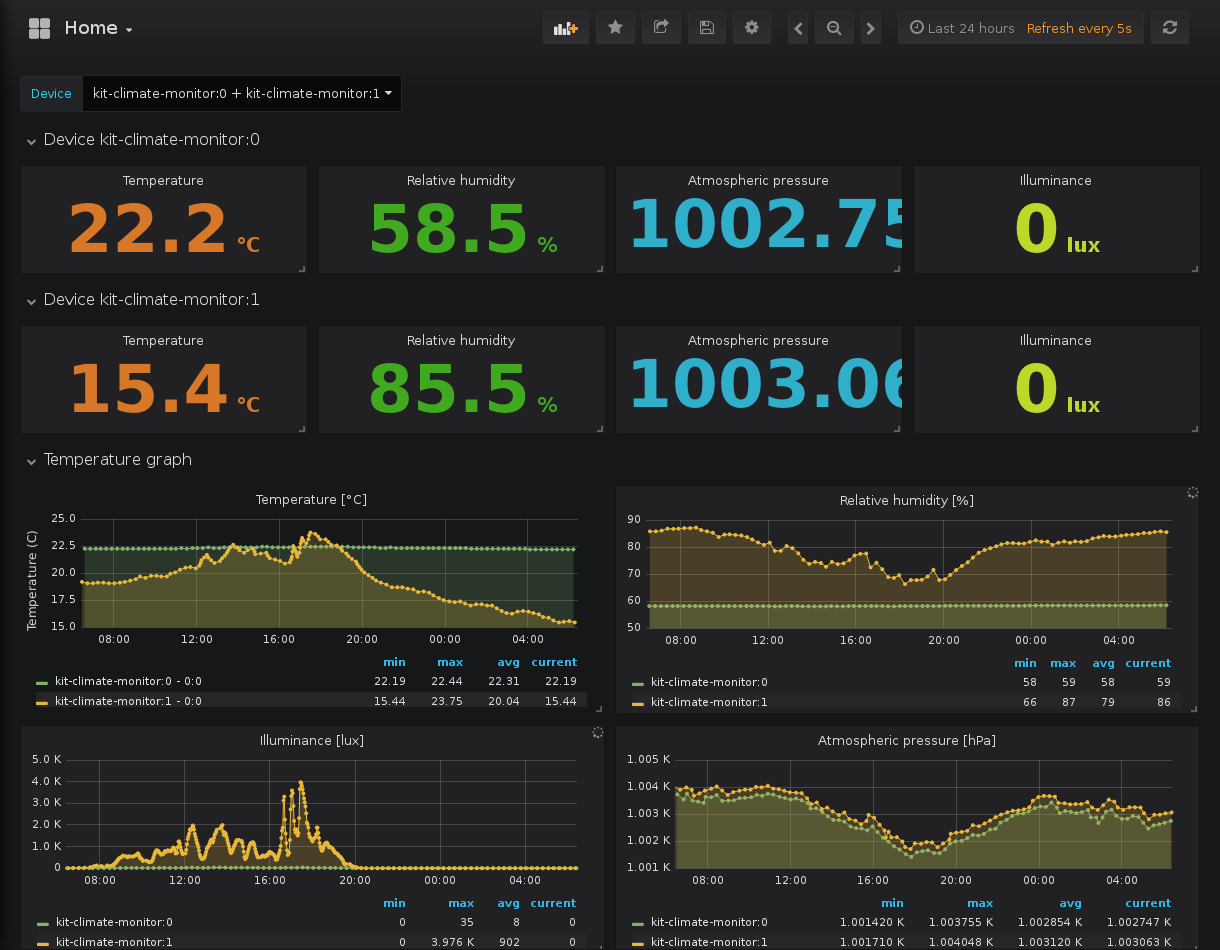 Home
Last 24 hours Refresh every 5s
Device kit-climate-monitor:0 + kit-climate-monitor:1
Device kit-climate-monitor:0
Temperature Relative humidity Atmospheric pressure Illuminance
22.2 °C 58.5 % 1002.75 0 lux
Device kit-climate-monitor:1
Temperature Relative humidity Atmospheric pressure Illuminance
15.4 °C 85.5 % 1003.06 0 lux
Temperature graph
Temperature [°C]
Temperature (C)
25.0
22.5
20.0
17.5
15.0
08:00 12:00 16:00 20:00 00:00 04:00
min max avg current
kit-climate-monitor:0 - 0:0 22.19 22.44 22.31 22.19
kit-climate-monitor:1 - 0:0 15.44 23.75 20.04 15.44
Relative humidity [%]
90
80
70
60
50
08:00 12:00 16:00 20:00 00:00 04:00
min max avg current
kit-climate-monitor:0 58 59 58 59
kit-climate-monitor:1 66 87 79 86
Illuminance [lux]
5.0 K
4.0 K
3.0 K
2.0 K
1.0 K
0
08:00 12:00 16:00 20:00 00:00 04:00
min max avg current
kit-climate-monitor:0 0 35 8 0
kit-climate-monitor:1 0 3.976 K 902 0
Atmospheric pressure [hPa]
1.005 K
1.004 K
1.003 K
1.002 K
1.001 K
08:00 12:00 16:00 20:00 00:00 04:00
min max avg current
kit-climate-monitor:0 1.001420 K 1.003755 K 1.002854 K 1.002747 K
kit-climate-monitor:1 1.001710 K 1.004048 K 1.003120 K 1.003063 K